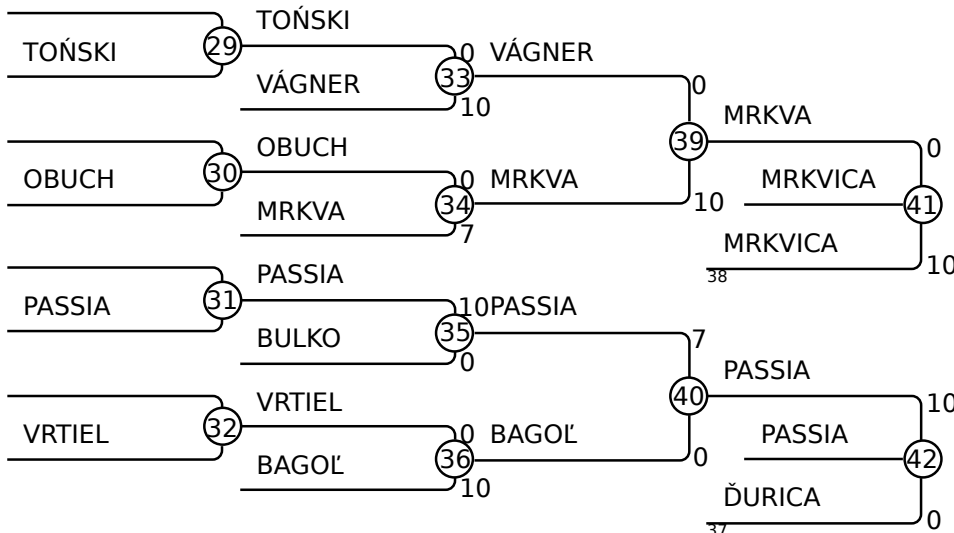 TOŃSKI
29
TOŃSKI
VÁGNER
0
33
10
VÁGNER
OBUCH
30
OBUCH
MRKVA
0
34
7
MRKVA
0
39
10
MRKVA
MRKVICA
MRKVICA
38
0
41
10
PASSIA
31
PASSIA
BULKO
10
35
0
PASSIA
VRTIEL
32
VRTIEL
BAGOĽ
0
36
10
BAGOĽ
7
40
0
PASSIA
PASSIA
ĎURICA
37
10
42
0